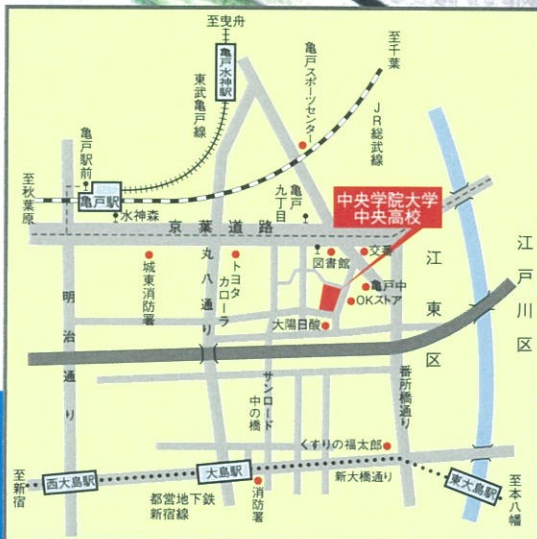 至曳舟
亀戸水神駅
東武亀戸線
亀戸スポーツセンター
至千葉
JR総武線
亀戸駅前
至秋葉原
亀戸駅
水神森
亀戸九丁目
中央学院大学
中央高校
京葉道路
図書館
交番
城東消防署
丸八通り
トヨタカローラ
亀戸中
OKストア
大陽日酸
江東区
江戸川区
明治通り
サンロード中の橋
番所橋通り
くすりの福太郎
至新宿
西大島駅
大島駅
消防署
新大橋通り
東大島駅
至本八幡
都営地下鉄
新宿線